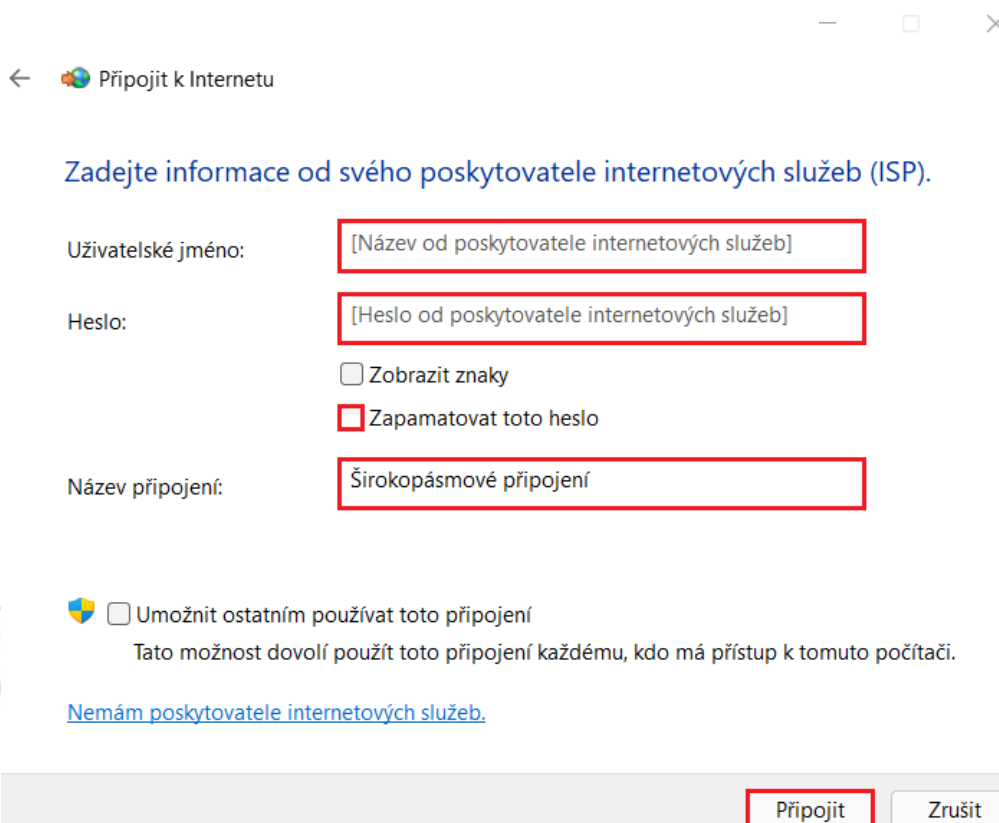 Připojit k Internetu
Zadejte informace od svého poskytovatele internetových služeb (ISP).
Uživatelské jméno:
[Název od poskytovatele internetových služeb]
Heslo:
[Heslo od poskytovatele internetových služeb]
Zobrazit znaky
Zapamatovat toto heslo
Název připojení:
Širokopásmové připojení
Umožnit ostatním používat toto připojení
Tato možnost dovolí použít toto připojení každému, kdo má přístup k tomuto počítači.
Nemám poskytovatele internetových služeb.
Připojit
Zrušit